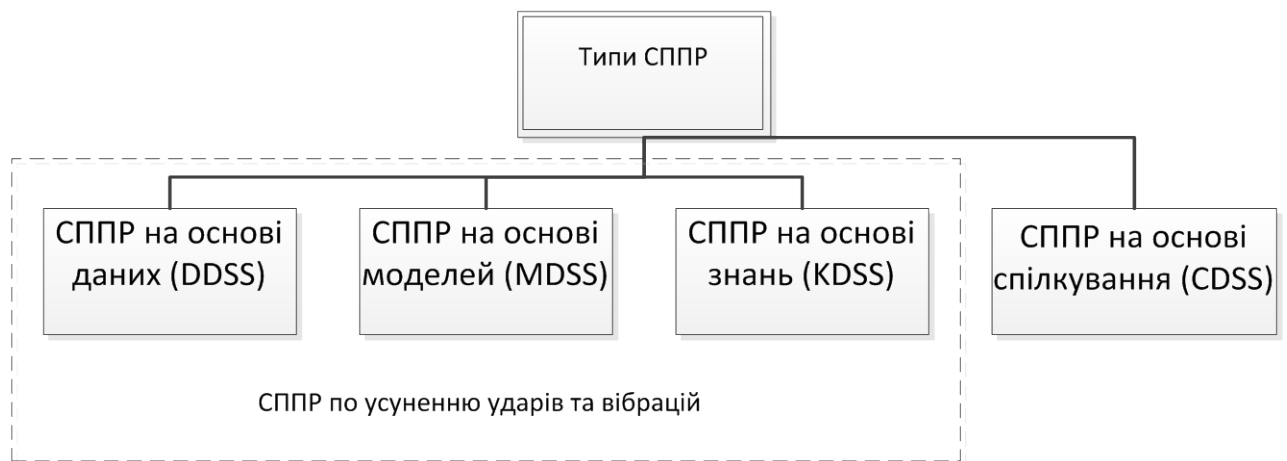 Типи СППР
СППР на основі
даних (DDSS)
СППР на основі
моделей (MDSS)
СППР на основі
знань (KDSS)
СППР на основі
спілкування (CDSS)
СППР по усуненню ударів та вібрацій